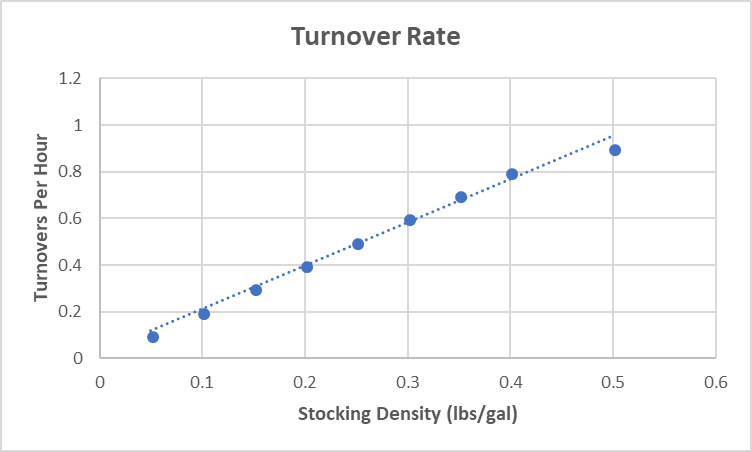 Turnover Rate
Turnovers Per Hour
1.2
1
0.8
0.6
0.4
0.2
0
0 0.1 0.2 0.3 0.4 0.5 0.6
Stocking Density (lbs/gal)